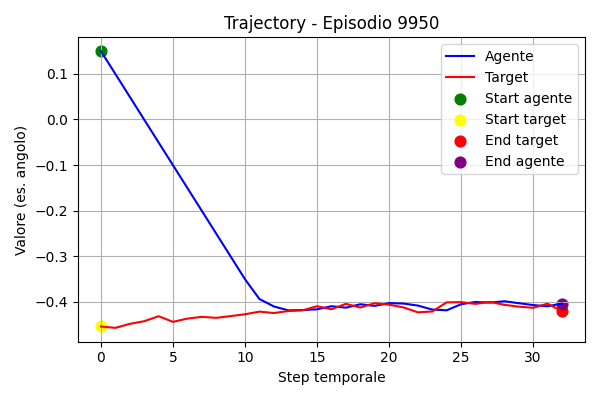 Trajectory - Episodio 9950
Agente
Target
Start agente
Start target
End target
End agente
Valore (es. angolo)
0.1
0.0
−0.1
−0.2
−0.3
−0.4
0 5 10 15 20 25 30
Step temporale